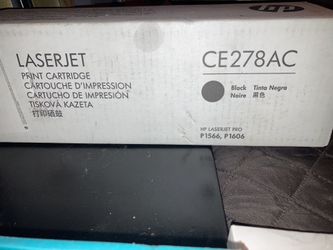 hp
LASERJET
PRINT CARTRIDGE
CARTOUCHE D'IMPRESSION
CARTUCHO DE IMPRESIÓN
TISKOVÁ KAZETA
打印硒鼓
CE278AC
Black Tinta Negra
Noire 黑色
HP LASERJET PRO
P1566, P1606